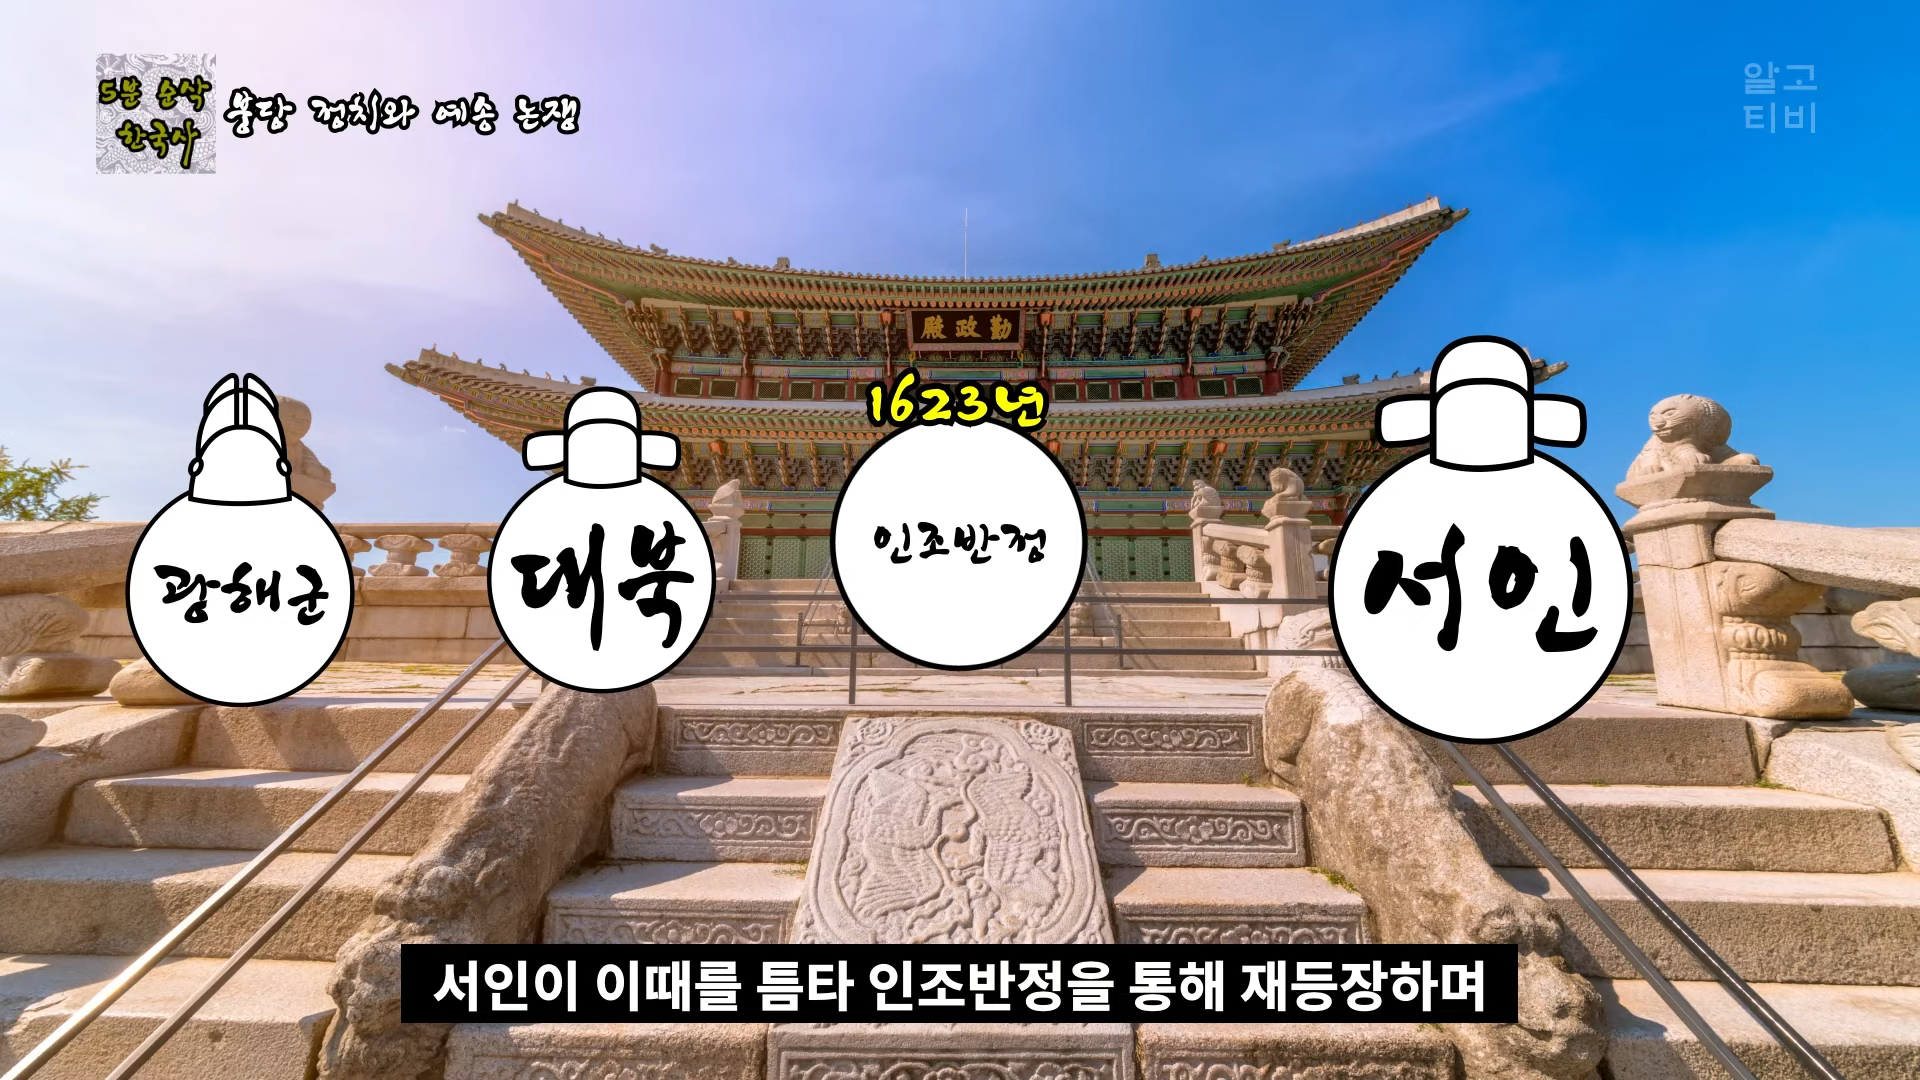 5분 순삭
한국사
붕당 정치와 예송 논쟁
알고
티비
勤政殿
1623년
광해군
대북
인조반정
서인
서인이 이때를 틈타 인조반정을 통해 재등장하며